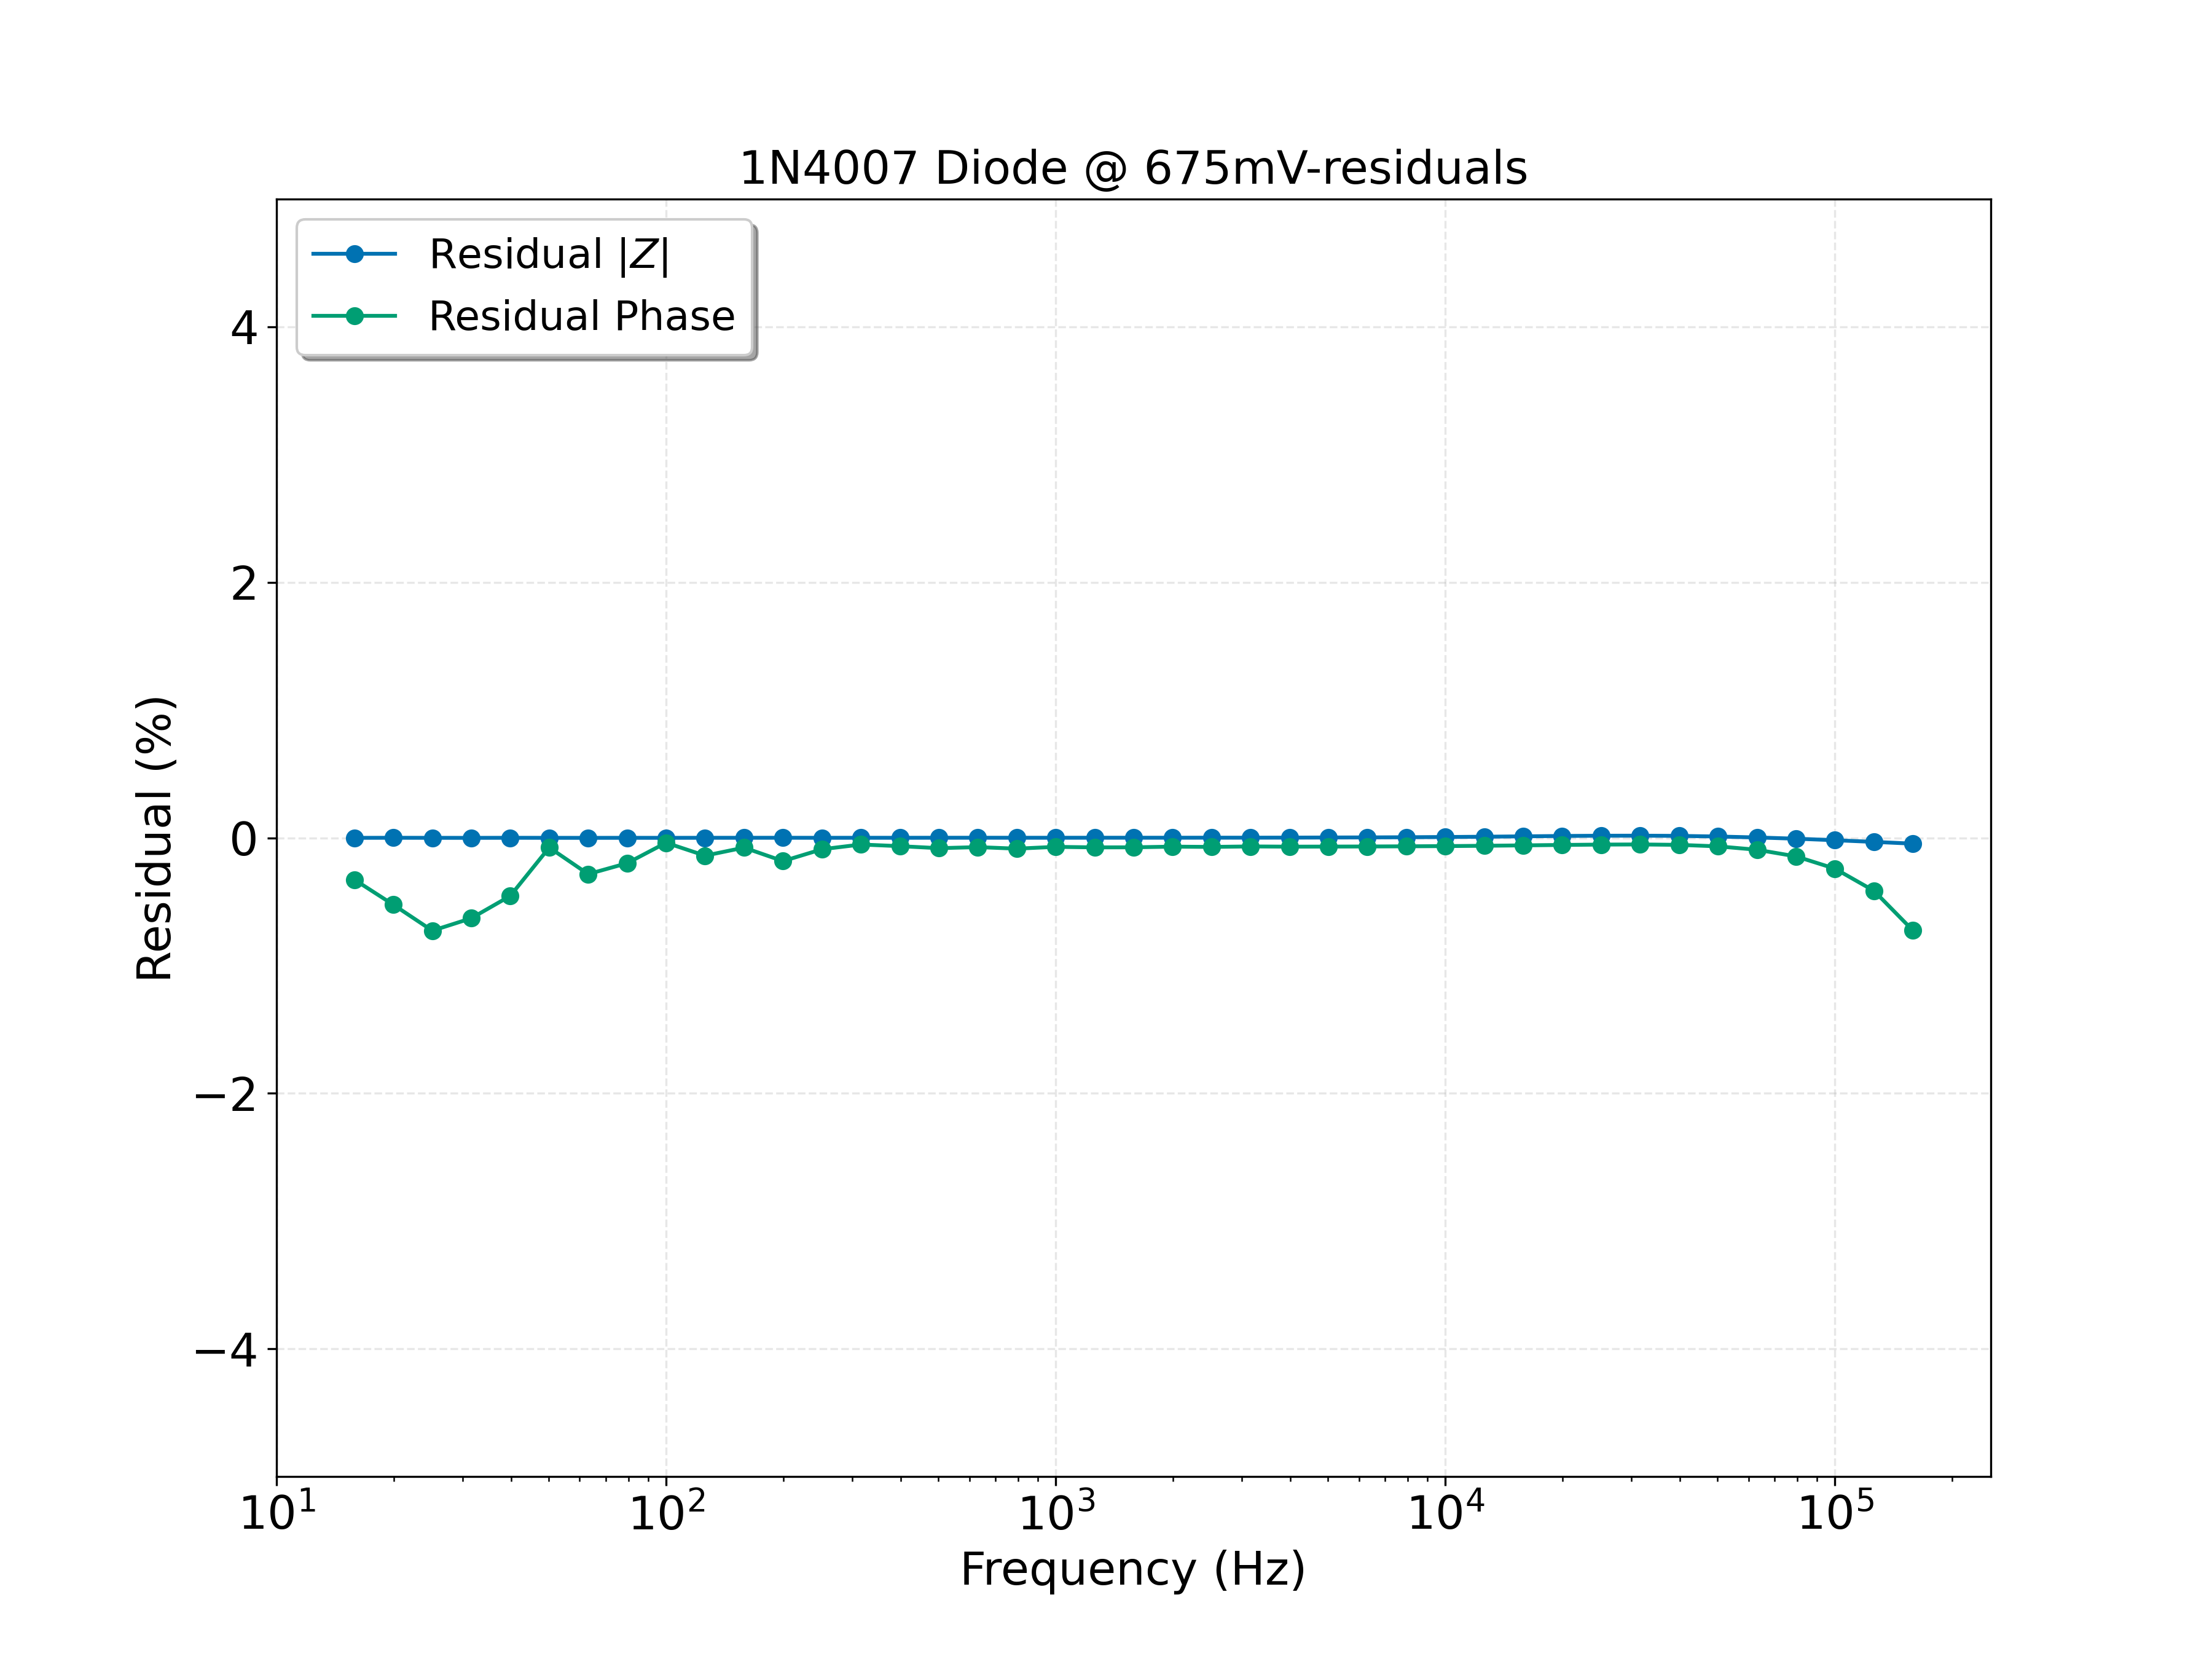 1N4007 Diode @ 675mV-residuals
Residual |Z|
Residual Phase
4
2
0
−2
−4
Residual (%)
10¹ 10² 10³ 10⁴ 10⁵
Frequency (Hz)